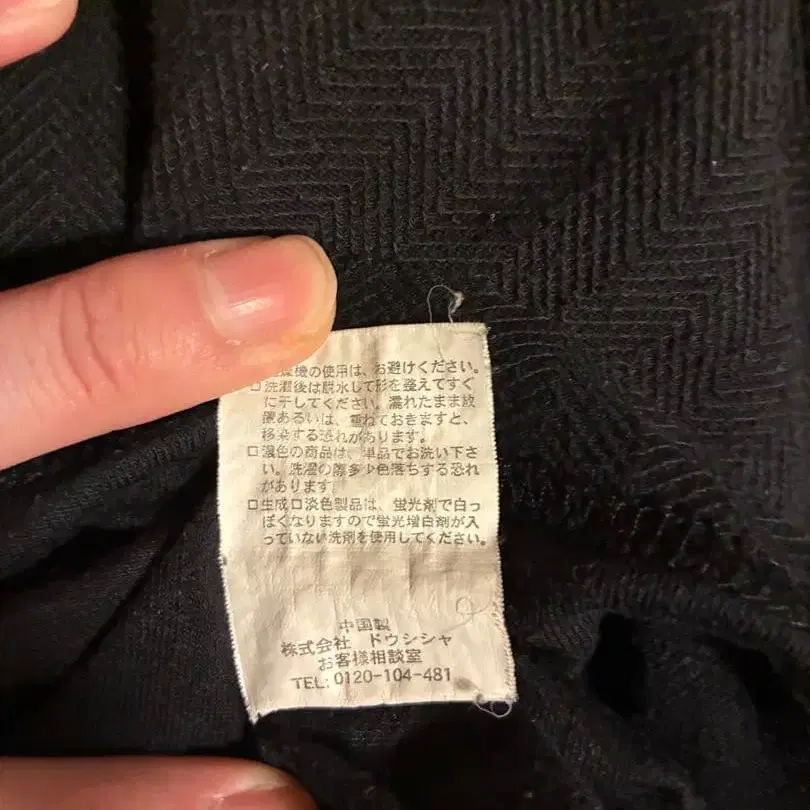 燥機の使用は、お避けください。
□洗濯後は脱水して形を整えてすぐ
に干してください。濡れたまま放
置あるいは、重ねておきますと、
移染する恐れがあります。
□濃色の商品は、単品でお洗い下さ
い。洗濯の際多少色落ちする恐れ
があります
□生成□淡色製品は、蛍光剤で白っ
ぽくなりますので蛍光増白剤が入
っていない洗剤を使用してください。
中国製
株式会社 ドウシシャ
お客様相談室
TEL: 0120-104-481